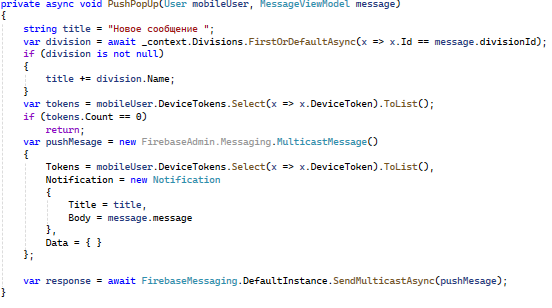 private async void PushPopUp(User mobileUser, MessageViewModel message)
{
string title = "Новое сообщение ";
var division = await _context.Divisions.FirstOrDefaultAsync(x => x.Id == message.divisionId);
if (division is not null)
{
title += division.Name;
}
var tokens = mobileUser.DeviceTokens.Select(x => x.DeviceToken).ToList();
if (tokens.Count == 0)
return;
var pushMesage = new FirebaseAdmin.Messaging.MulticastMessage()
{
Tokens = mobileUser.DeviceTokens.Select(x => x.DeviceToken).ToList(),
Notification = new Notification
{
Title = title,
Body = message.message
},
Data = { }
};
var response = await FirebaseMessaging.DefaultInstance.SendMulticastAsync(pushMesage);
}